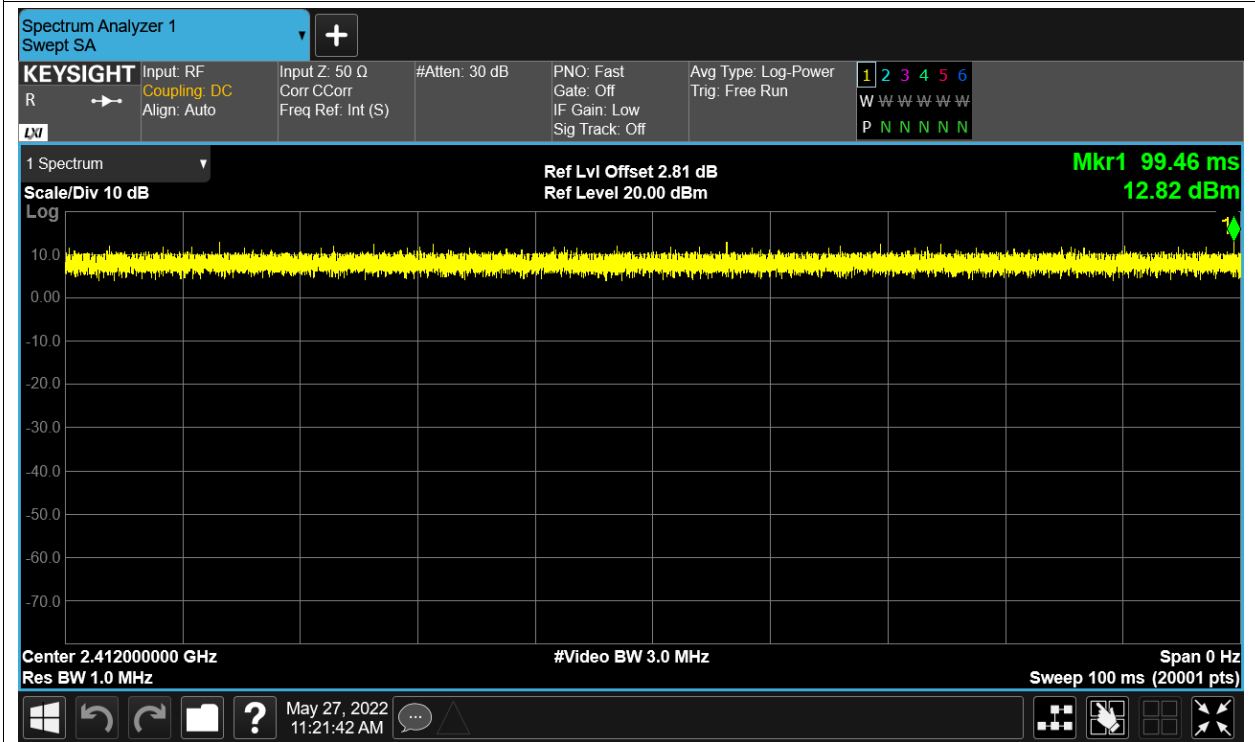 Spectrum Analyzer 1
Swept SA
KEYSIGHT
R
LXI
Input: RF
Coupling: DC
Align: Auto
Input Z: 50 Ω
Corr CCorr
Freq Ref: Int (S)
#Atten: 30 dB
PNO: Fast
Gate: Off
IF Gain: Low
Sig Track: Off
Avg Type: Log-Power
Trig: Free Run
1 2 3 4 5 6
W W W W W W
P N N N N N
1 Spectrum
Scale/Div 10 dB
Log
Ref Lvl Offset 2.81 dB
Ref Level 20.00 dBm
Mkr1 99.46 ms
12.82 dBm
1
10.0
0.00
-10.0
-20.0
-30.0
-40.0
-50.0
-60.0
-70.0
Center 2.412000000 GHz
Res BW 1.0 MHz
#Video BW 3.0 MHz
Span 0 Hz
Sweep 100 ms (20001 pts)
?
May 27, 2022
11:21:42 AM